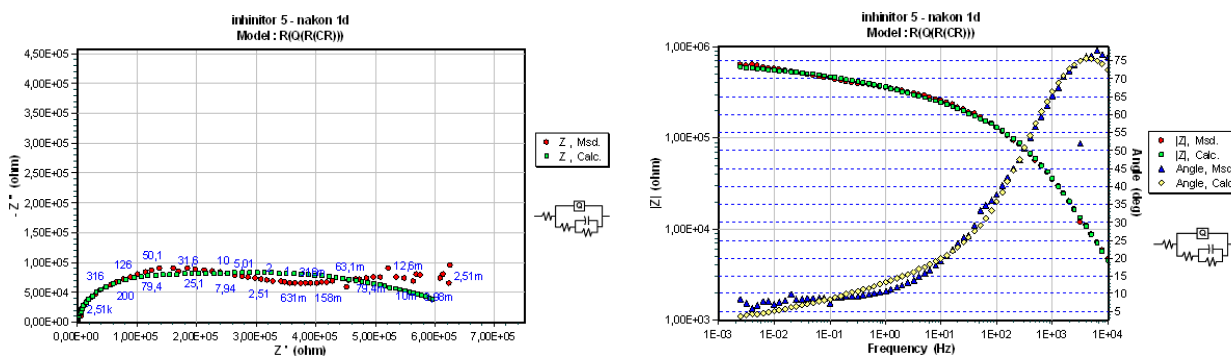 inhinitor 5 - nakon 1d
Model : R(Q(R(CR)))
- Z '' (ohm)
4,50E+05
4,00E+05
3,50E+05
3,00E+05
2,50E+05
2,00E+05
1,50E+05
1,00E+05
5,00E+04
0,00E+00
2,51k
316
200
126
79,4
50,1
25,1
31,6
7,94
10
5,01
2,51
2
1
631m
158m
63,1m
79,4m
12,6m
10m
2,51m
0,00E+00
1,00E+05
2,00E+05
3,00E+05
4,00E+05
5,00E+05
6,00E+05
7,00E+05
Z ' (ohm)
Z , Msd.
Z , Calc.
Q
inhinitor 5 - nakon 1d
Model : R(Q(R(CR)))
|Z| (ohm)
1,00E+06
1,00E+05
1,00E+04
1,00E+03
1E-03
1E-02
1E-01
1E+00
1E+01
1E+02
1E+03
1E+04
Frequency (Hz)
75
70
65
60
55
50
45
40
35
30
25
20
15
10
5
Angle (deg)
|Z|, Msd.
|Z|, Calc.
Angle, Msd
Angle, Calc
Q